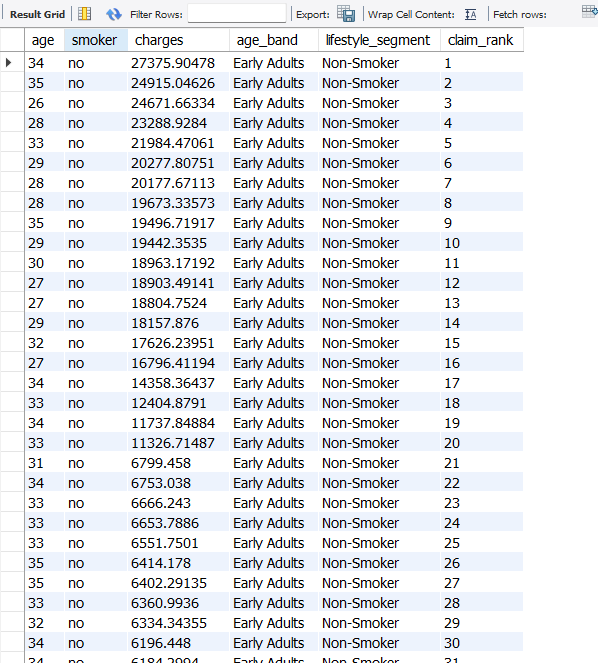 Result Grid Filter Rows: Export: Wrap Cell Content: Fetch rows:
age smoker charges age_band lifestyle_segment claim_rank
34 no 27375.90478 Early Adults Non-Smoker 1
35 no 24915.04626 Early Adults Non-Smoker 2
26 no 24671.66334 Early Adults Non-Smoker 3
28 no 23288.9284 Early Adults Non-Smoker 4
33 no 21984.47061 Early Adults Non-Smoker 5
29 no 20277.80751 Early Adults Non-Smoker 6
28 no 20177.67113 Early Adults Non-Smoker 7
28 no 19673.33573 Early Adults Non-Smoker 8
35 no 19496.71917 Early Adults Non-Smoker 9
29 no 19442.3535 Early Adults Non-Smoker 10
30 no 18963.17192 Early Adults Non-Smoker 11
27 no 18903.49141 Early Adults Non-Smoker 12
27 no 18804.7524 Early Adults Non-Smoker 13
29 no 18157.876 Early Adults Non-Smoker 14
32 no 17626.23951 Early Adults Non-Smoker 15
27 no 16796.41194 Early Adults Non-Smoker 16
34 no 14358.36437 Early Adults Non-Smoker 17
33 no 12404.8791 Early Adults Non-Smoker 18
34 no 11737.84884 Early Adults Non-Smoker 19
33 no 11326.71487 Early Adults Non-Smoker 20
31 no 6799.458 Early Adults Non-Smoker 21
34 no 6753.038 Early Adults Non-Smoker 22
33 no 6666.243 Early Adults Non-Smoker 23
33 no 6653.7886 Early Adults Non-Smoker 24
33 no 6551.7501 Early Adults Non-Smoker 25
35 no 6414.178 Early Adults Non-Smoker 26
35 no 6402.29135 Early Adults Non-Smoker 27
33 no 6360.9936 Early Adults Non-Smoker 28
32 no 6334.34355 Early Adults Non-Smoker 29
34 no 6196.448 Early Adults Non-Smoker 30
34 no 6184.2994 Early Adults Non-Smoker 31